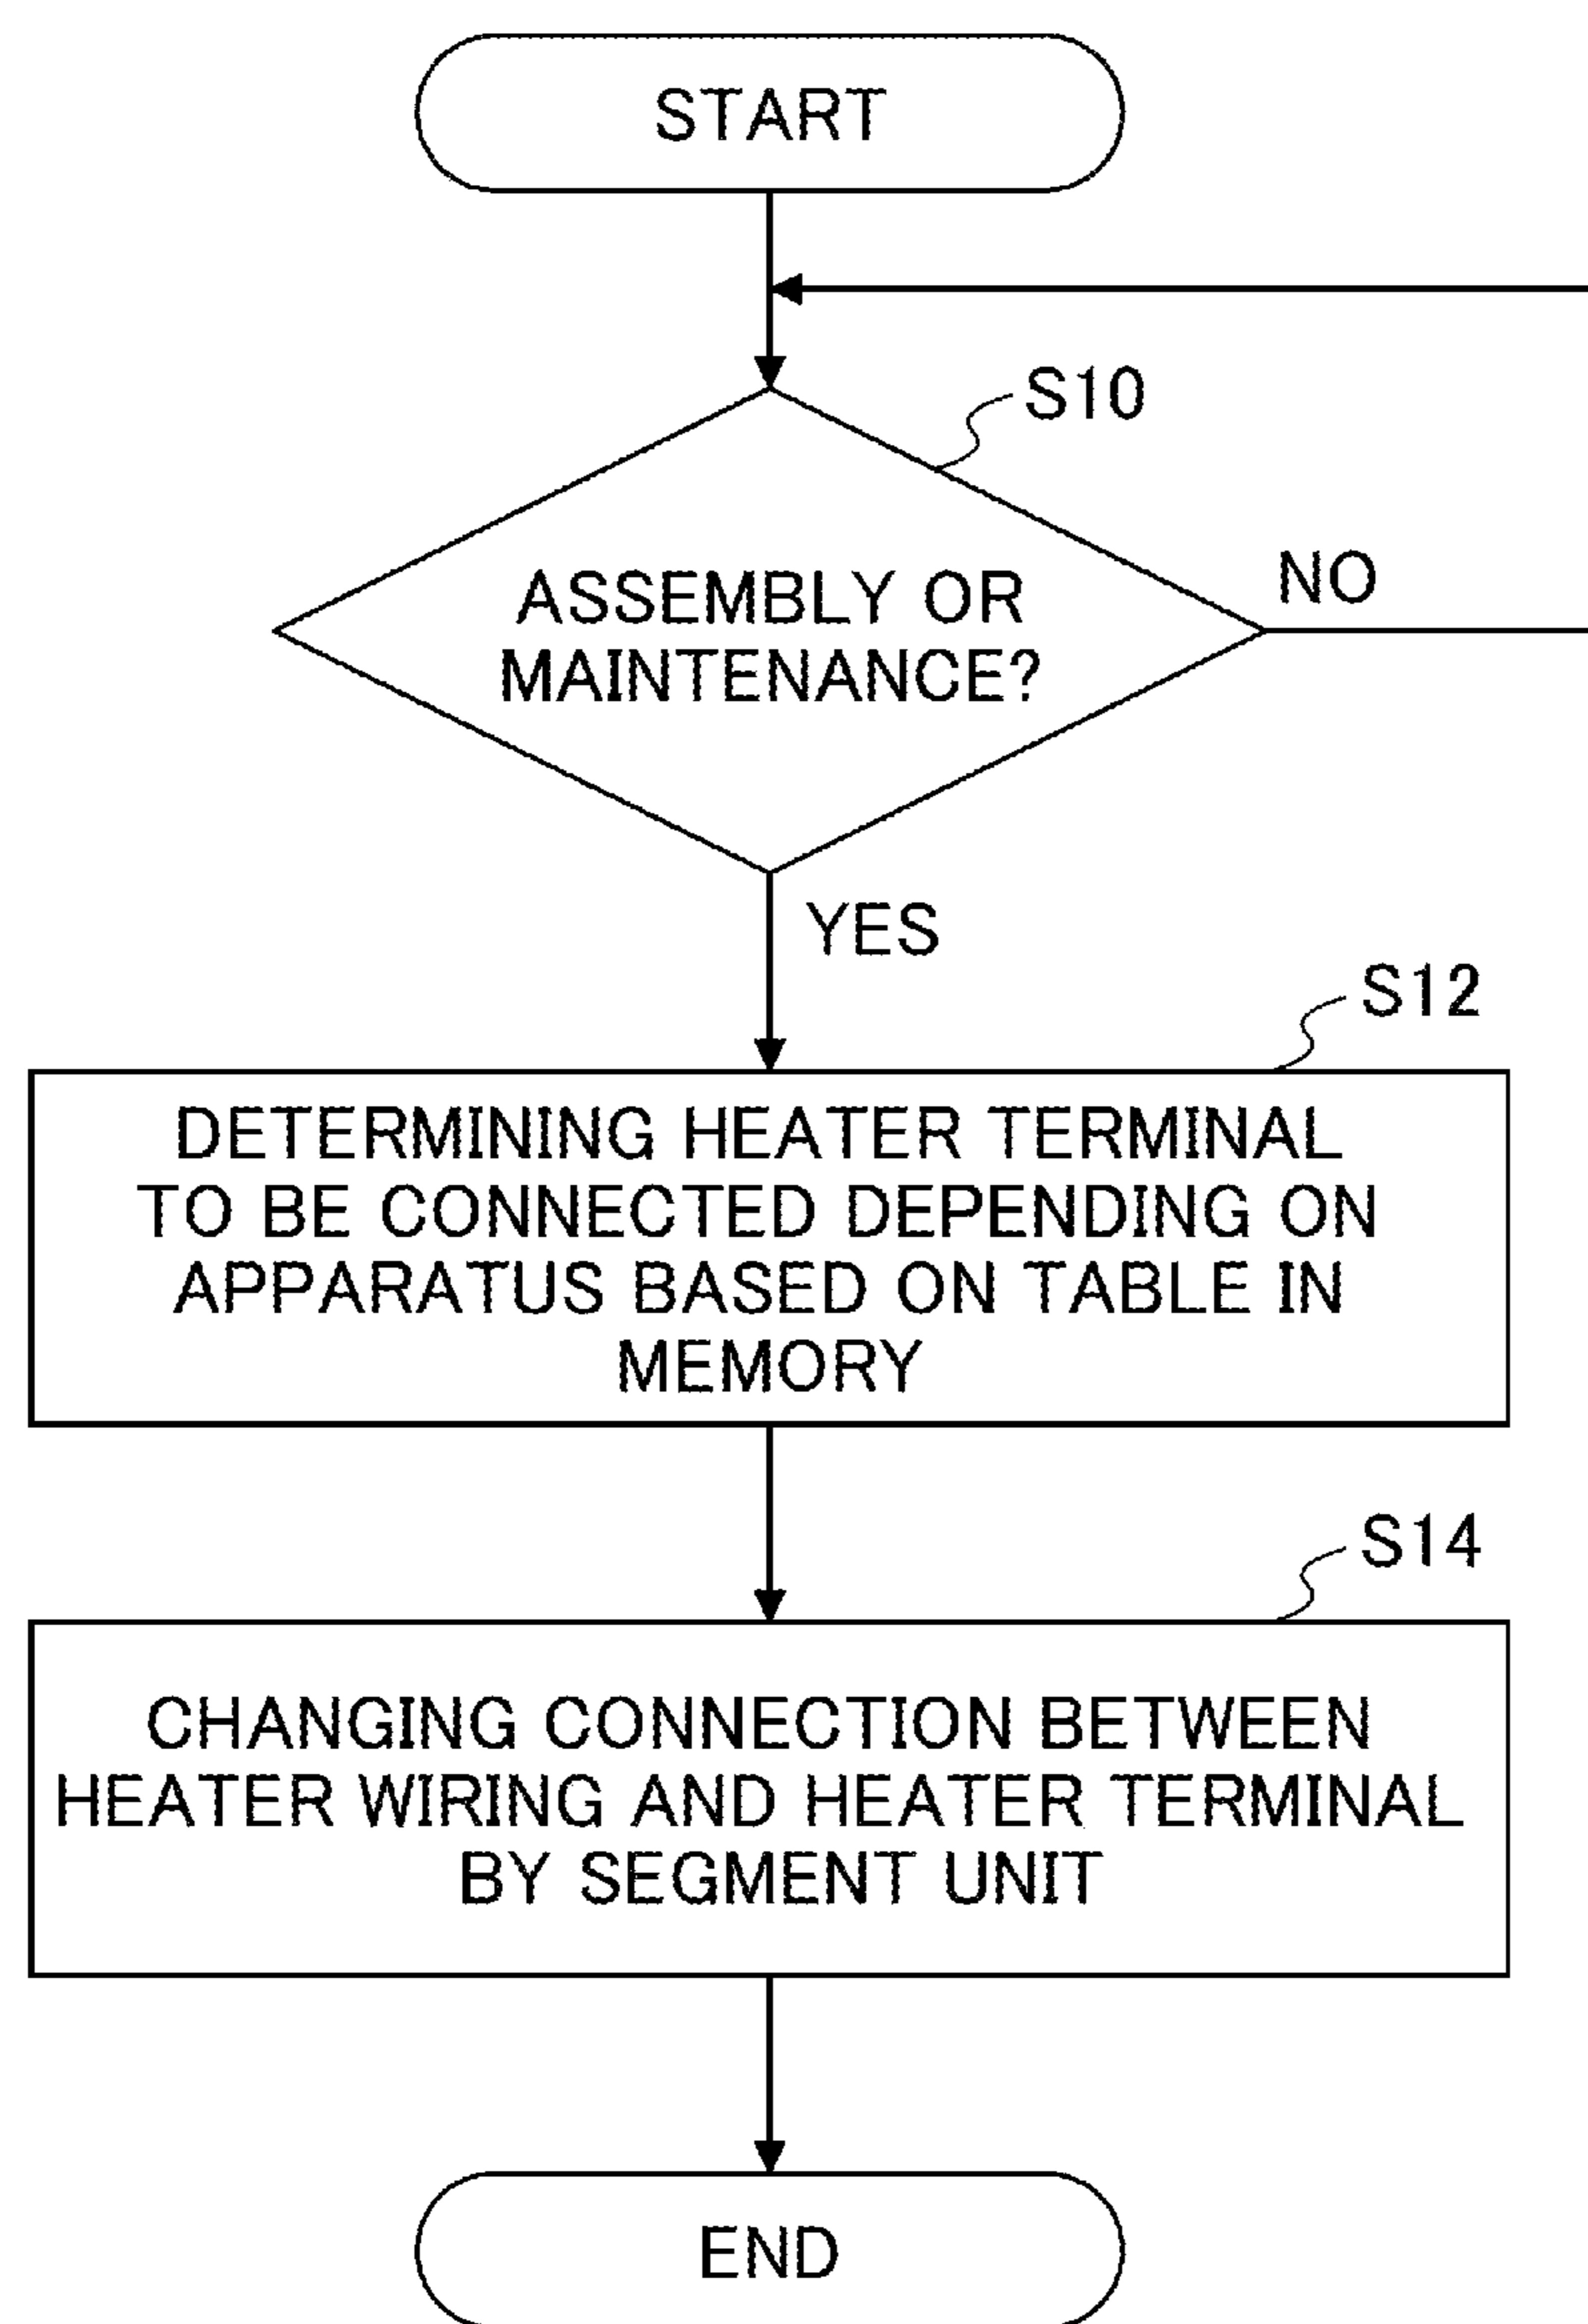 START
S10
ASSEMBLY OR
MAINTENANCE?
NO
YES
S12
DETERMINING HEATER TERMINAL
TO BE CONNECTED DEPENDING ON
APPARATUS BASED ON TABLE IN
MEMORY
S14
CHANGING CONNECTION BETWEEN
HEATER WIRING AND HEATER TERMINAL
BY SEGMENT UNIT
END